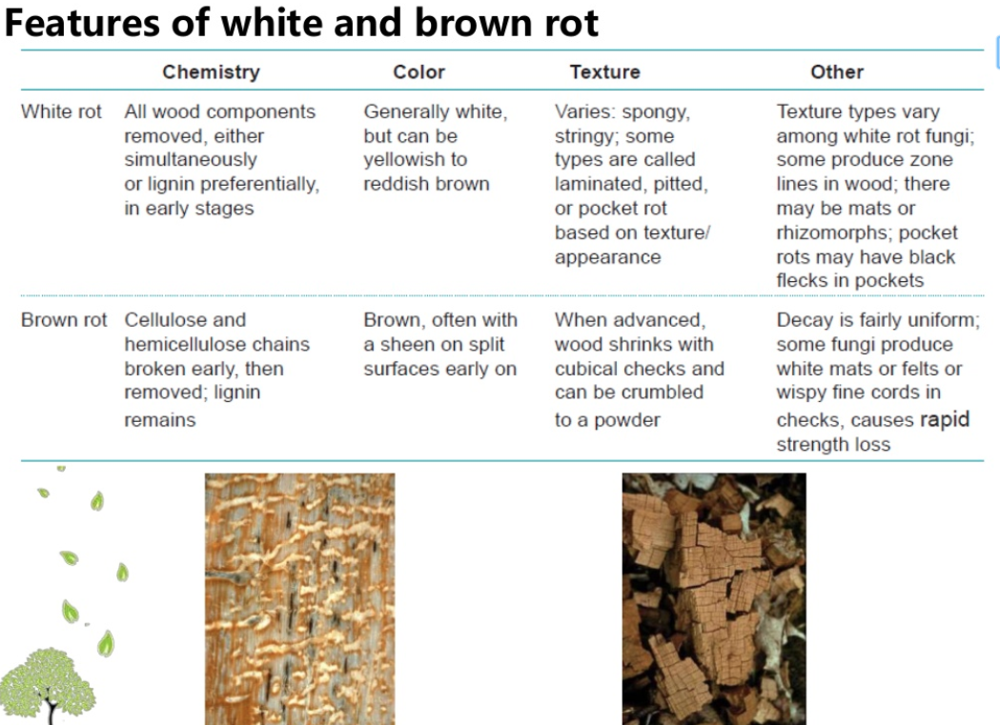 Features of white and brown rot
Chemistry Color Texture Other
White rot
All wood components
removed, either
simultaneously
or lignin preferentially,
in early stages
Generally white,
but can be
yellowish to
reddish brown
Varies: spongy,
stringy; some
types are called
laminated, pitted,
or pocket rot
based on texture/
appearance
Texture types vary
among white rot fungi;
some produce zone
lines in wood; there
may be mats or
rhizomorphs; pocket
rots may have black
flecks in pockets
Brown rot
Cellulose and
hemicellulose chains
broken early, then
removed; lignin
remains
Brown, often with
a sheen on split
surfaces early on
When advanced,
wood shrinks with
cubical checks and
can be crumbled
to a powder
Decay is fairly uniform;
some fungi produce
white mats or felts or
wispy fine cords in
checks, causes rapid
strength loss